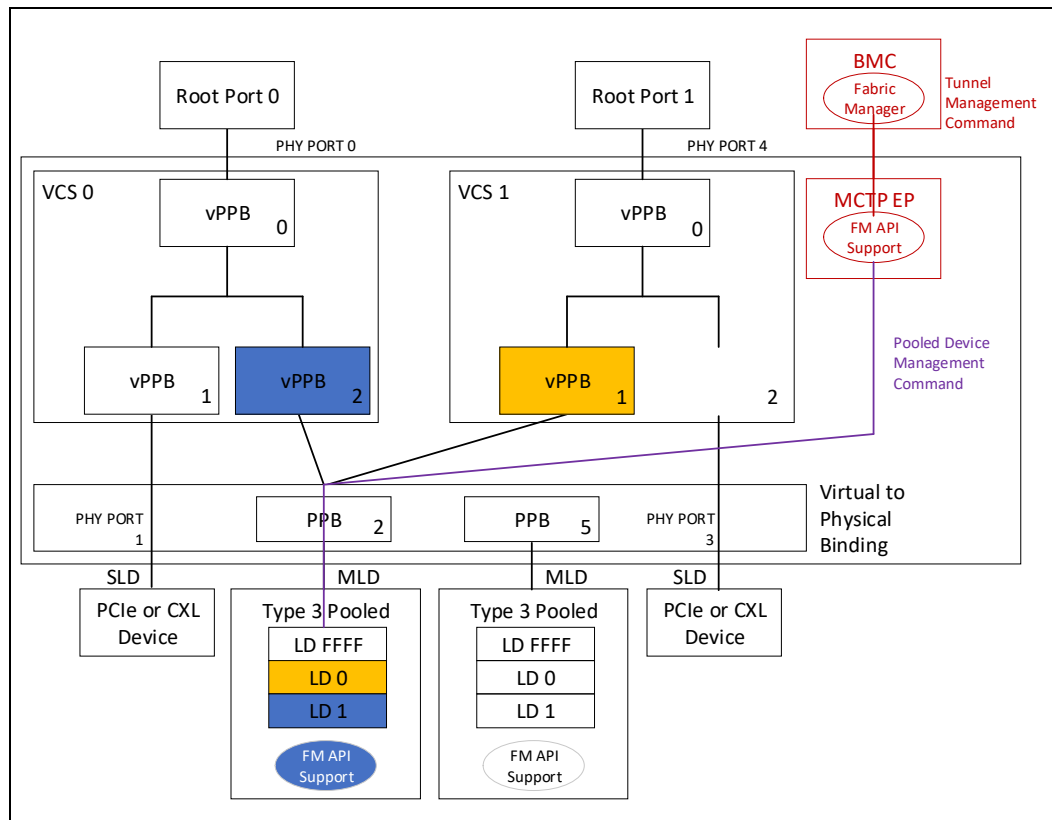 Root Port 0
Root Port 1
BMC
Fabric
Manager
Tunnel
Management
Command
PHY PORT 0
PHY PORT 4
VCS 0
vPPB
0
VCS 1
vPPB
0
MCTP EP
FM API
Support
vPPB
1
vPPB
2
vPPB
1
2
Pooled Device
Management
Command
PHY PORT
1
PPB
2
PPB
5
PHY PORT
3
Virtual to
Physical
Binding
SLD
MLD
MLD
SLD
PCIe or CXL
Device
Type 3 Pooled
LD FFFF
LD 0
LD 1
FM API
Support
Type 3 Pooled
LD FFFF
LD 0
LD 1
FM API
Support
PCIe or CXL
Device